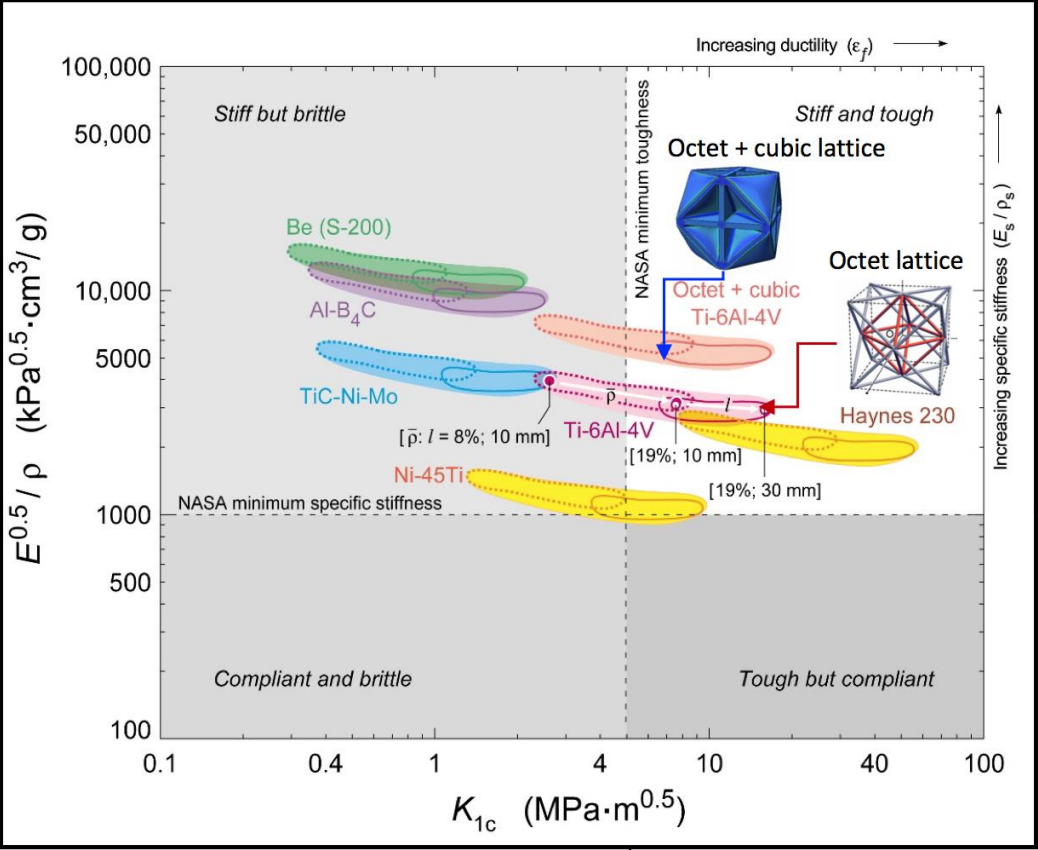 Increasing ductility (εf)
100,000
50,000
10,000
5000
1000
500
100
E^0.5 / ρ (kPa^0.5·cm^3/ g)
Stiff but brittle
Stiff and tough
NASA minimum toughness
Octet + cubic lattice
Increasing specific stiffness (Es / ρs)
Be (S-200)
Octet lattice
Octet + cubic
Ti-6Al-4V
Al-B4C
TiC-Ni-Mo
ρ̅
l
Haynes 230
[ρ̅: l = 8%; 10 mm]
Ti-6Al-4V
[19%; 10 mm]
[19%; 30 mm]
Ni-45Ti
NASA minimum specific stiffness
Compliant and brittle
Tough but compliant
0.1
0.4
1
4
10
40
100
K1c (MPa·m^0.5)